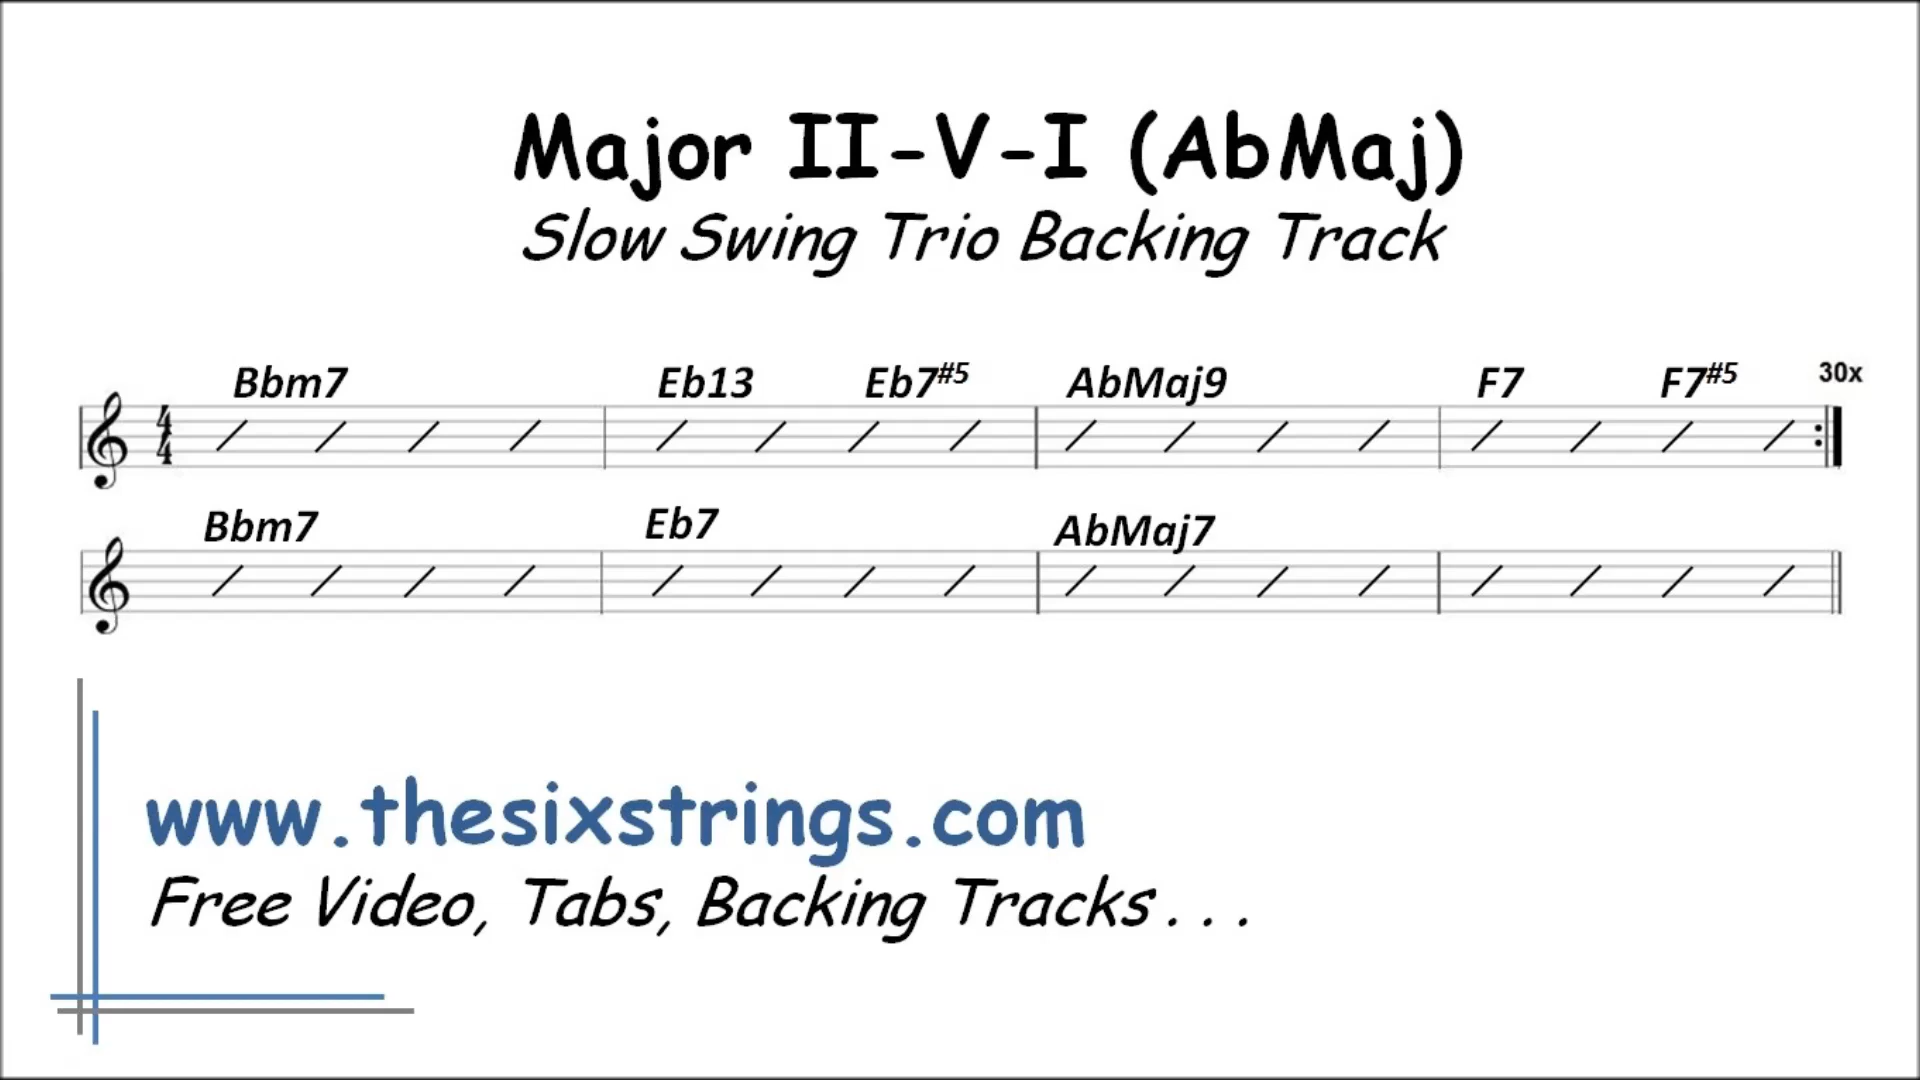 Major II-V-I (AbMaj)
Slow Swing Trio Backing Track
Bbm7 Eb13 Eb7#5 AbMaj9 F7 F7#5 30x
4
4
Bbm7 Eb7 AbMaj7
www.thesixstrings.com
Free Video, Tabs, Backing Tracks . . .